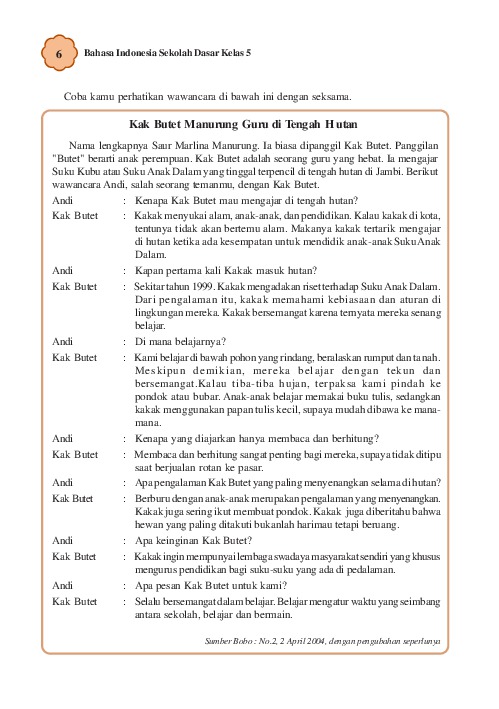 6
Bahasa Indonesia Sekolah Dasar Kelas 5
Coba kamu perhatikan wawancara di bawah ini dengan seksama.
Kak Butet Manurung Guru di Tengah Hutan
Nama lengkapnya Saur Marlina Manurung. Ia biasa dipanggil Kak Butet. Panggilan
"Butet" berarti anak perempuan. Kak Butet adalah seorang guru yang hebat. Ia mengajar
Suku Kubu atau Suku Anak Dalam yang tinggal terpencil di tengah hutan di Jambi. Berikut
wawancara Andi, salah seorang temanmu, dengan Kak Butet.
Andi : Kenapa Kak Butet mau mengajar di tengah hutan?
Kak Butet : Kakak menyukai alam, anak-anak, dan pendidikan. Kalau kakak di kota,
tentunya tidak akan bertemu alam. Makanya kakak tertarik mengajar
di hutan ketika ada kesempatan untuk mendidik anak-anak Suku Anak
Dalam.
Andi : Kapan pertama kali Kakak masuk hutan?
Kak Butet : Sekitar tahun 1999. Kakak mengadakan riset terhadap Suku Anak Dalam.
Dari pengalaman itu, kakak memahami kebiasaan dan aturan di
lingkungan mereka. Kakak bersemangat karena ternyata mereka senang
belajar.
Andi : Di mana belajarnya?
Kak Butet : Kami belajar di bawah pohon yang rindang, beralaskan rumput dan tanah.
Meskipun demikian, mereka belajar dengan tekun dan
bersemangat.Kalau tiba-tiba hujan, terpaksa kami pindah ke
pondok atau bubar. Anak-anak belajar memakai buku tulis, sedangkan
kakak menggunakan papan tulis kecil, supaya mudah dibawa ke mana-
mana.
Andi : Kenapa yang diajarkan hanya membaca dan berhitung?
Kak Butet : Membaca dan berhitung sangat penting bagi mereka, supaya tidak ditipu
saat berjualan rotan ke pasar.
Andi : Apa pengalaman Kak Butet yang paling menyenangkan selama di hutan?
Kak Butet : Berburu dengan anak-anak merupakan pengalaman yang menyenangkan.
Kakak juga sering ikut membuat pondok. Kakak juga diberitahu bahwa
hewan yang paling ditakuti bukanlah harimau tetapi beruang.
Andi : Apa keinginan Kak Butet?
Kak Butet : Kakak ingin mempunyai lembaga swadaya masyarakat sendiri yang khusus
mengurus pendidikan bagi suku-suku yang ada di pedalaman.
Andi : Apa pesan Kak Butet untuk kami?
Kak Butet : Selalu bersemangat dalam belajar. Belajar mengatur waktu yang seimbang
antara sekolah, belajar dan bermain.
Sumber Bobo : No.2, 2 April 2004, dengan pengubahan seperlunya